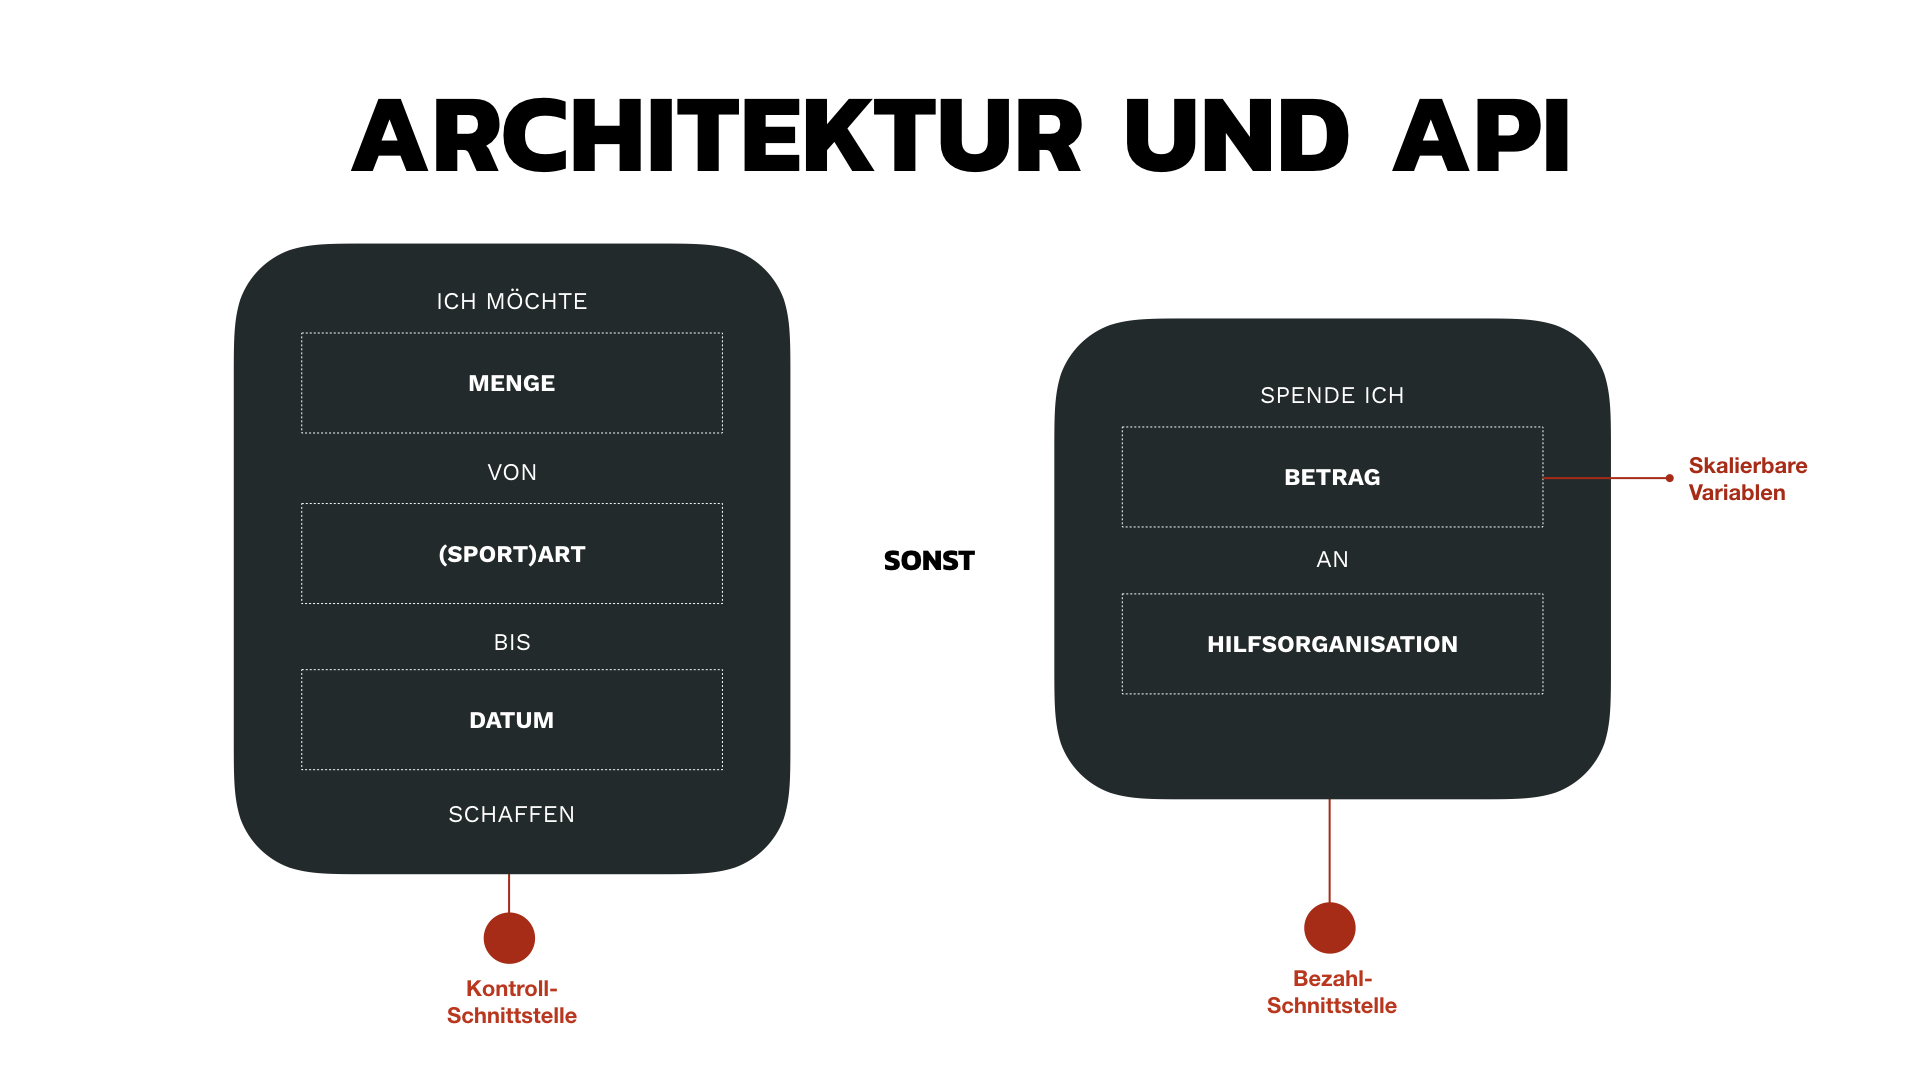 ARCHITEKTUR UND API
ICH MÖCHTE
MENGE
VON
(SPORT)ART
BIS
DATUM
SCHAFFEN
Kontroll-
Schnittstelle
SONST
SPENDE ICH
BETRAG
AN
HILFSORGANISATION
Skalierbare
Variablen
Bezahl-
Schnittstelle